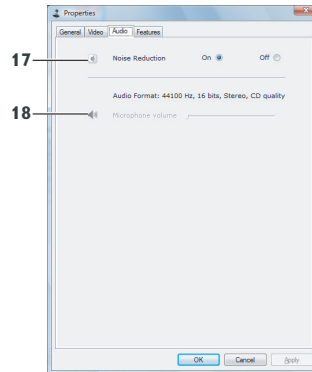 Properties
General Video Audio Features
17 Noise Reduction On Off
Audio Format: 44100 Hz, 16 bits, Stereo, CD quality
18 Microphone volume
OK Cancel Apply